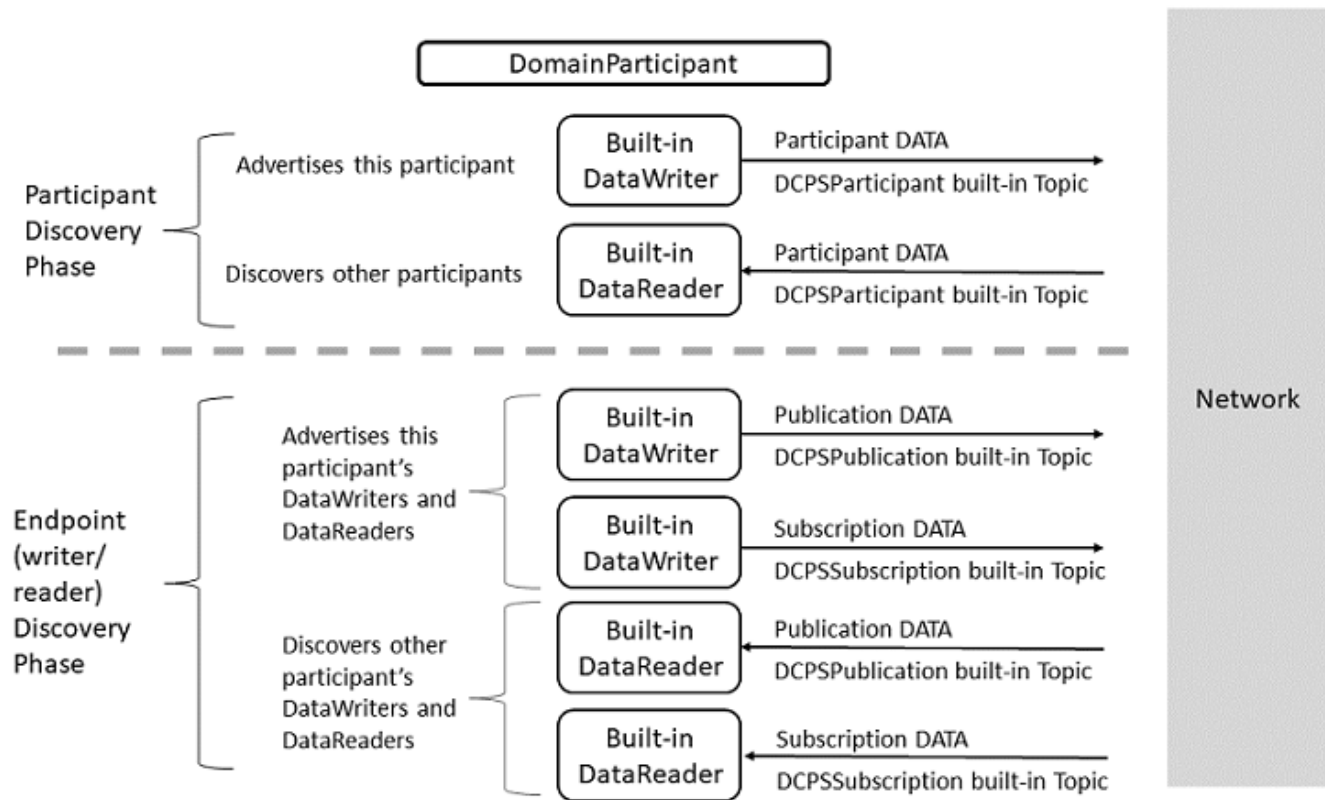 DomainParticipant
Participant
Discovery
Phase
Advertises this participant
Built-in
DataWriter
Participant DATA
DCPSParticipant built-in Topic
Discovers other participants
Built-in
DataReader
Participant DATA
DCPSParticipant built-in Topic
Network
Endpoint
(writer/
reader)
Discovery
Phase
Advertises this
participant’s
DataWriters and
DataReaders
Built-in
DataWriter
Publication DATA
DCPSPublication built-in Topic
Built-in
DataWriter
Subscription DATA
DCPSSubscription built-in Topic
Discovers other
participant’s
DataWriters and
DataReaders
Built-in
DataReader
Publication DATA
DCPSPublication built-in Topic
Built-in
DataReader
Subscription DATA
DCPSSubscription built-in Topic